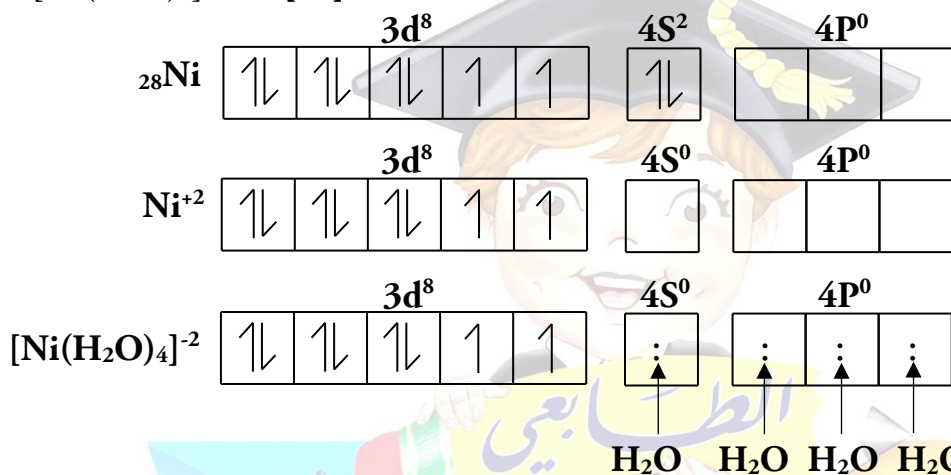 3d⁸ 4S² 4P⁰
₂₈Ni
3d⁸ 4S⁰ 4P⁰
Ni⁺²
3d⁸ 4S⁰ 4P⁰
[Ni(H₂O)₄]⁻²
الطابعي
H₂O H₂O H₂O